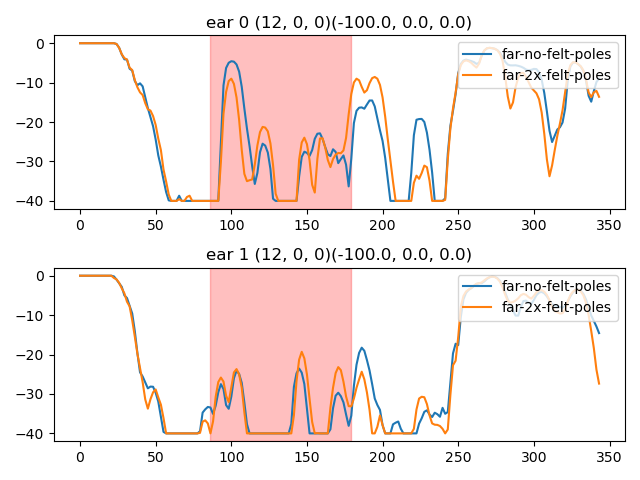 ear 0 (12, 0, 0)(-100.0, 0.0, 0.0)
0
−10
−20
−30
−40
far-no-felt-poles
far-2x-felt-poles
0 50 100 150 200 250 300 350
ear 1 (12, 0, 0)(-100.0, 0.0, 0.0)
0
−10
−20
−30
−40
far-no-felt-poles
far-2x-felt-poles
0 50 100 150 200 250 300 350